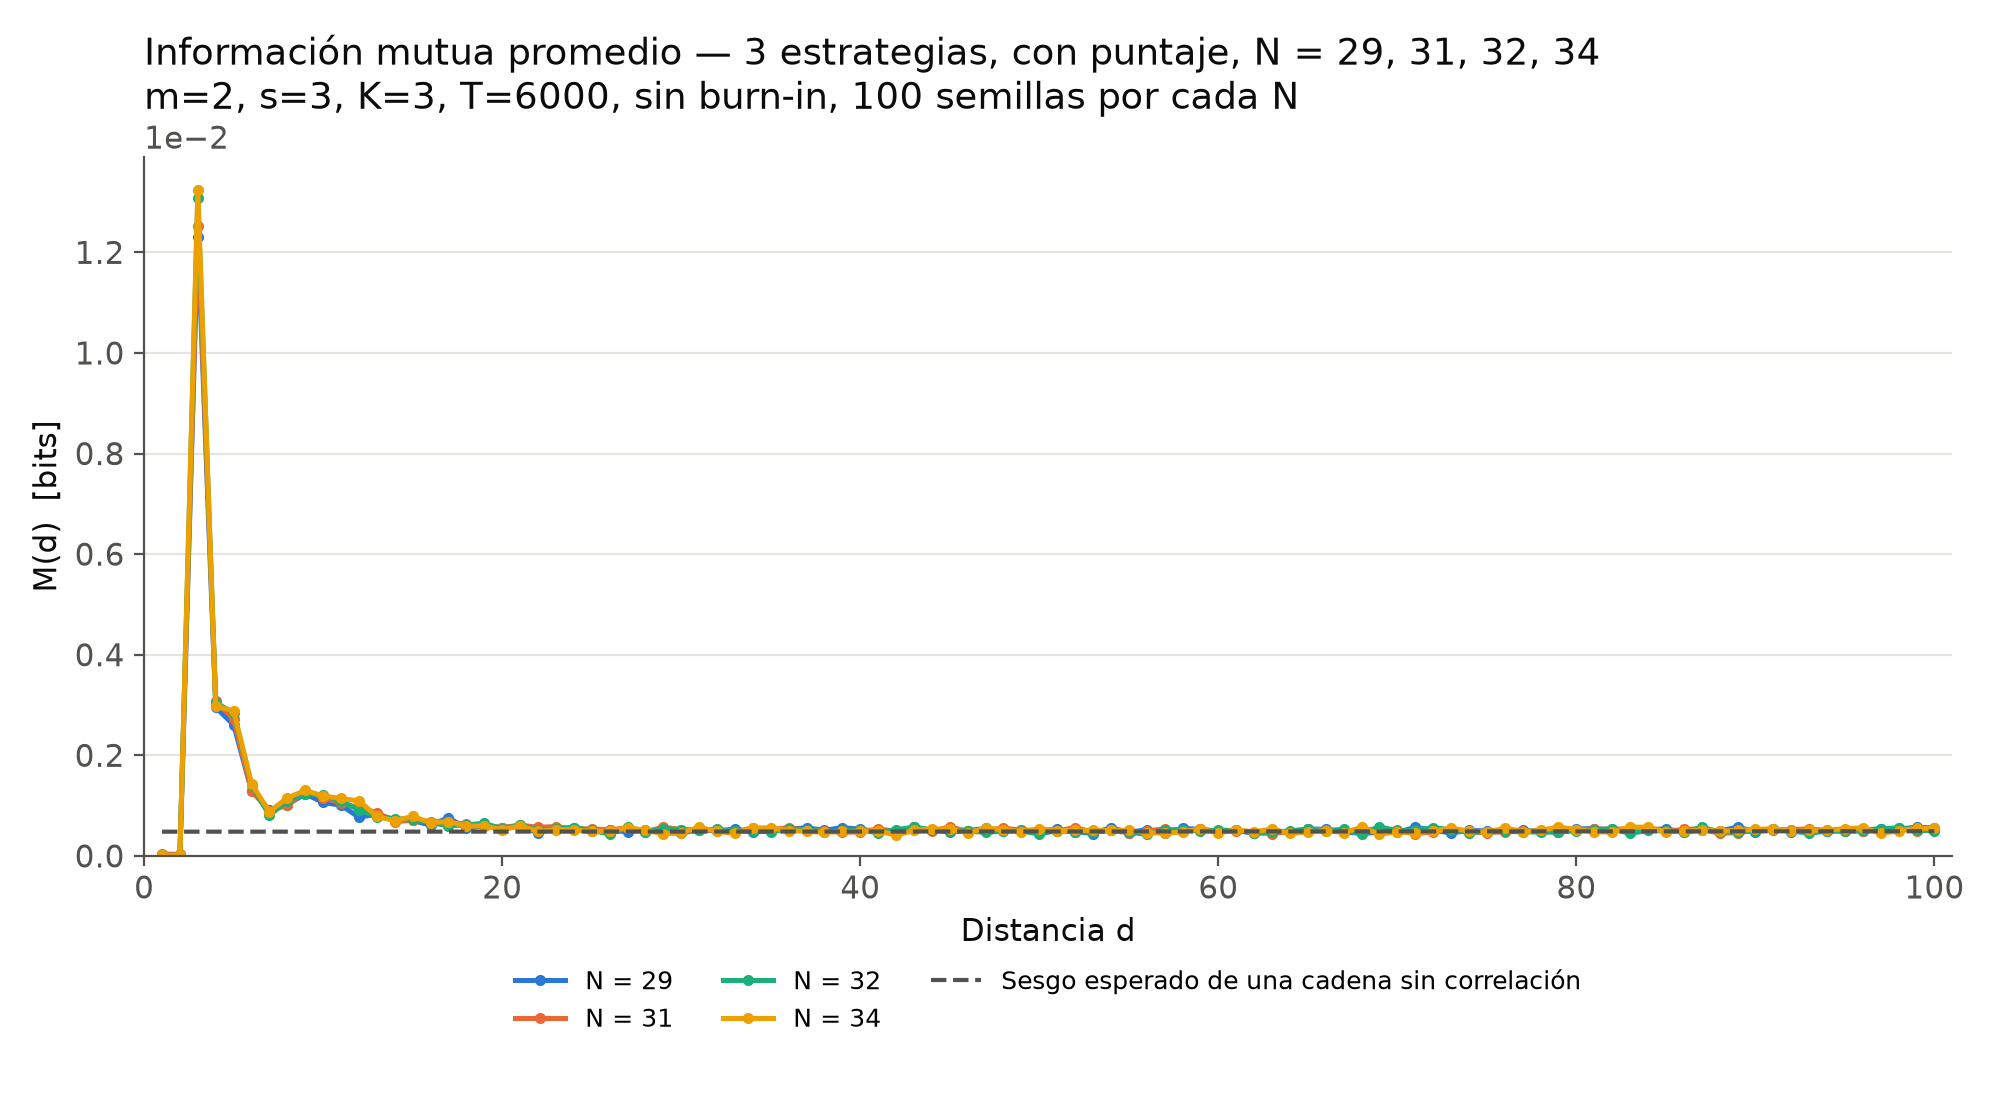 Información mutua promedio — 3 estrategias, con puntaje, N = 29, 31, 32, 34
m=2, s=3, K=3, T=6000, sin burn-in, 100 semillas por cada N
1e−2
1.2
1.0
0.8
0.6
0.4
0.2
0.0
M(d) [bits]
0 20 40 60 80 100
Distancia d
N = 29 N = 32 Sesgo esperado de una cadena sin correlación
N = 31 N = 34